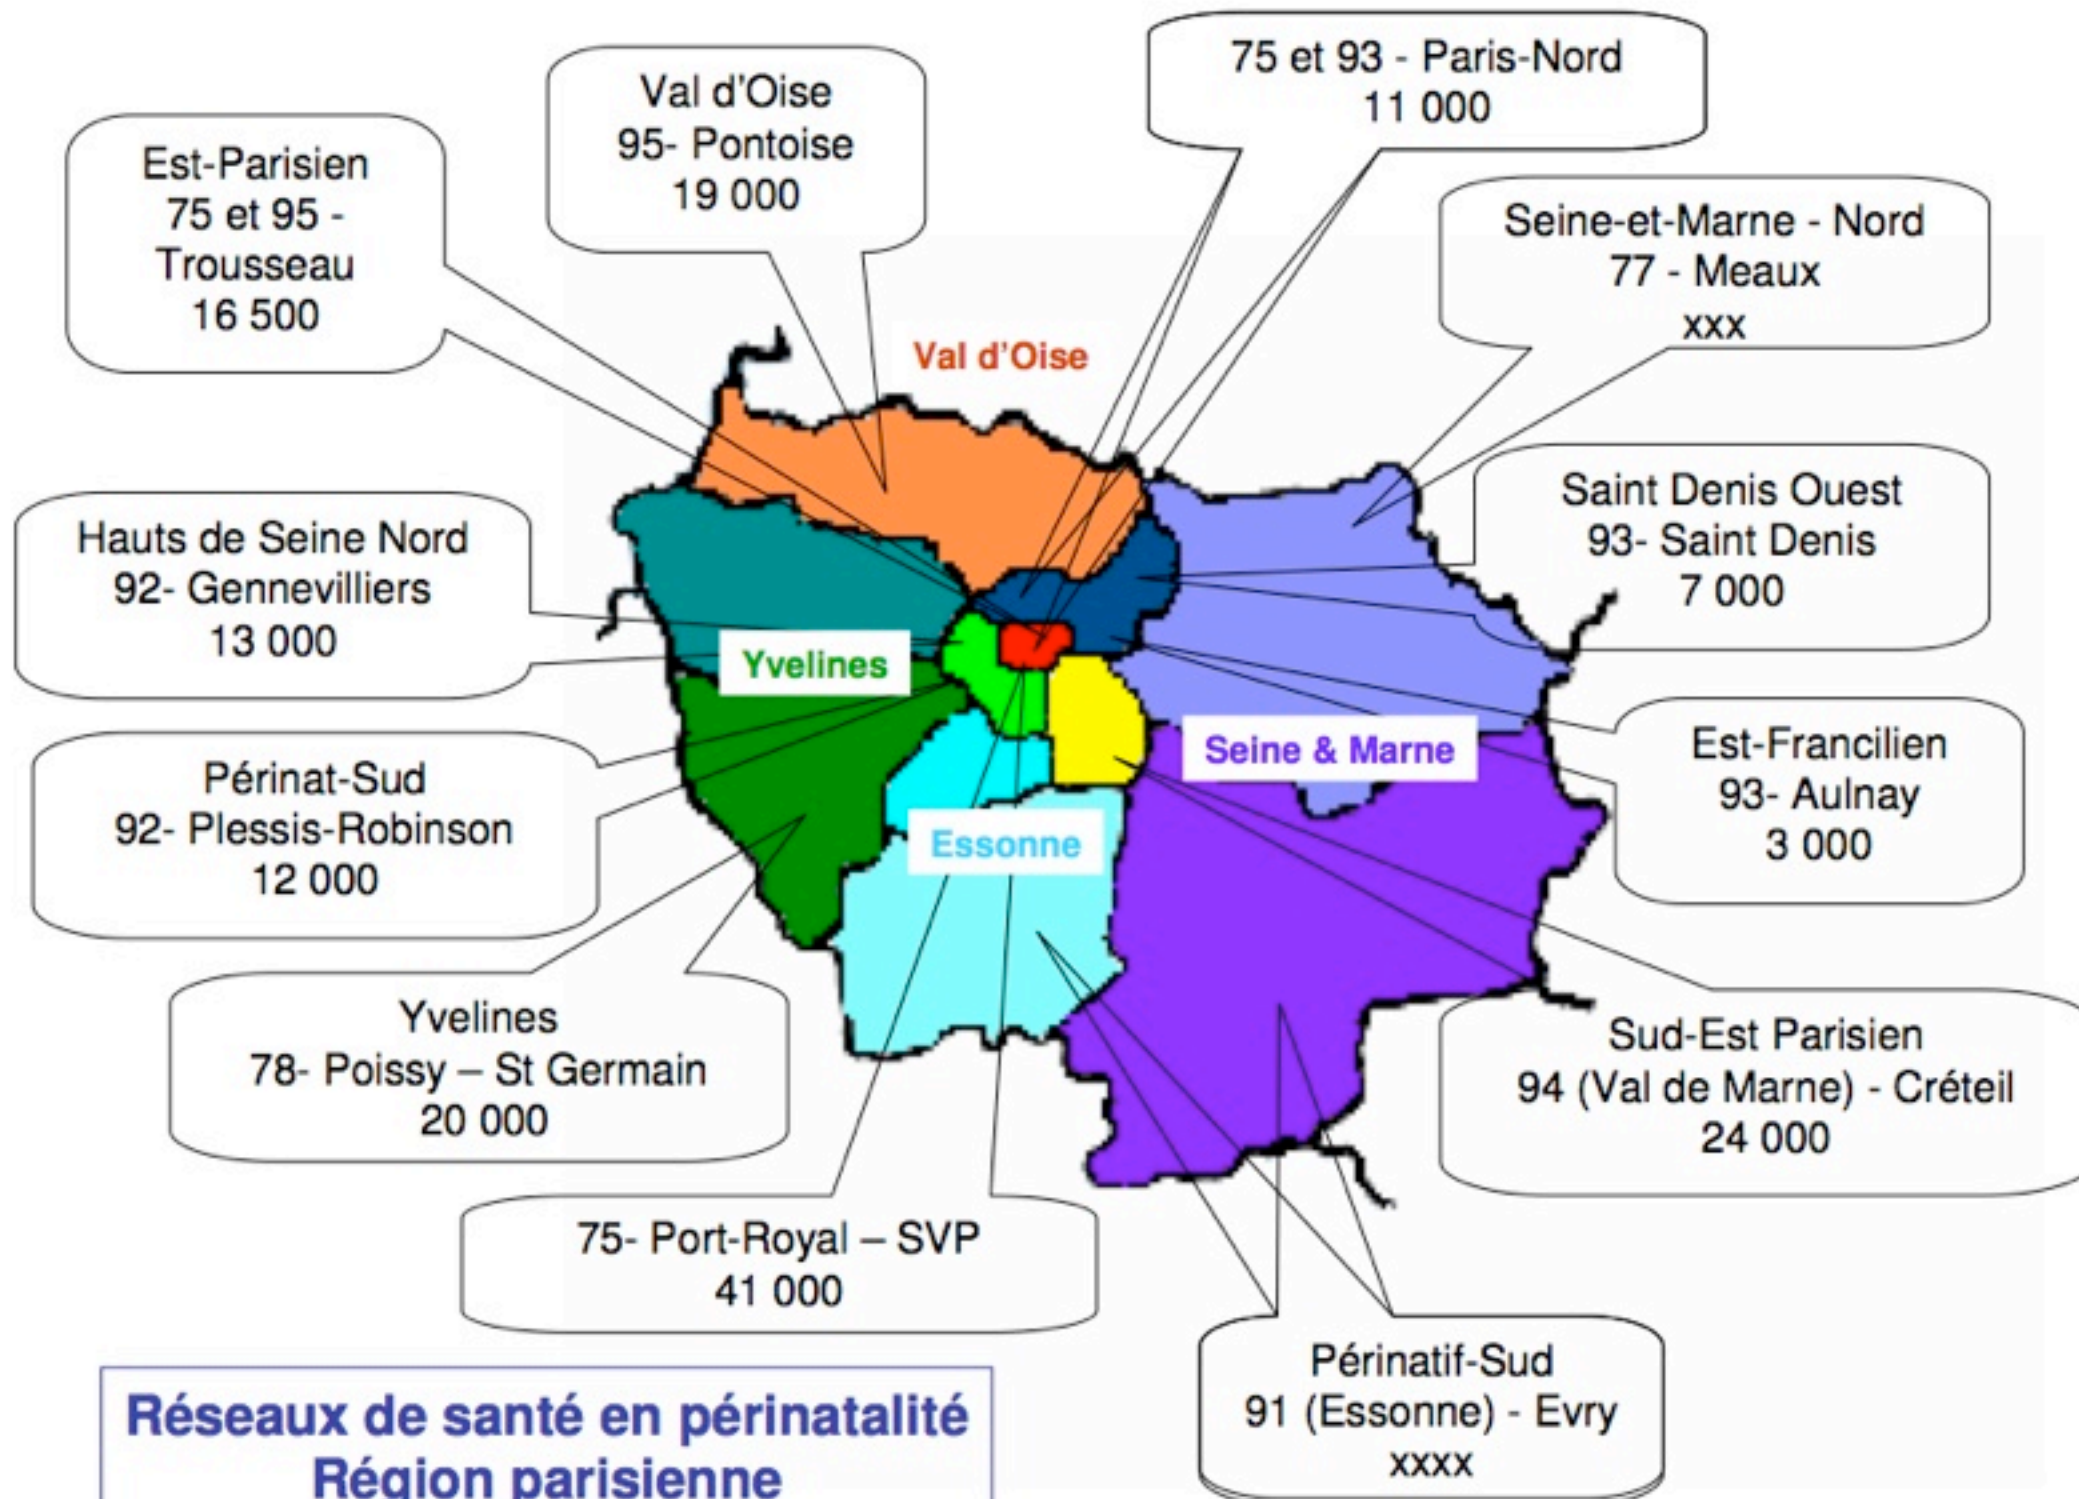 75 et 93 - Paris-Nord
11 000
Val d'Oise
95- Pontoise
19 000
Est-Parisien
75 et 95 -
Trousseau
16 500
Seine-et-Marne - Nord
77 - Meaux
xxx
Val d'Oise
Saint Denis Ouest
93- Saint Denis
7 000
Hauts de Seine Nord
92- Gennevilliers
13 000
Yvelines
Seine & Marne
Est-Francilien
93- Aulnay
3 000
Périnat-Sud
92- Plessis-Robinson
12 000
Essonne
Yvelines
78- Poissy – St Germain
20 000
Sud-Est Parisien
94 (Val de Marne) - Créteil
24 000
75- Port-Royal – SVP
41 000
Périnatif-Sud
91 (Essonne) - Evry
xxxx
Réseaux de santé en périnatalité
Région parisienne